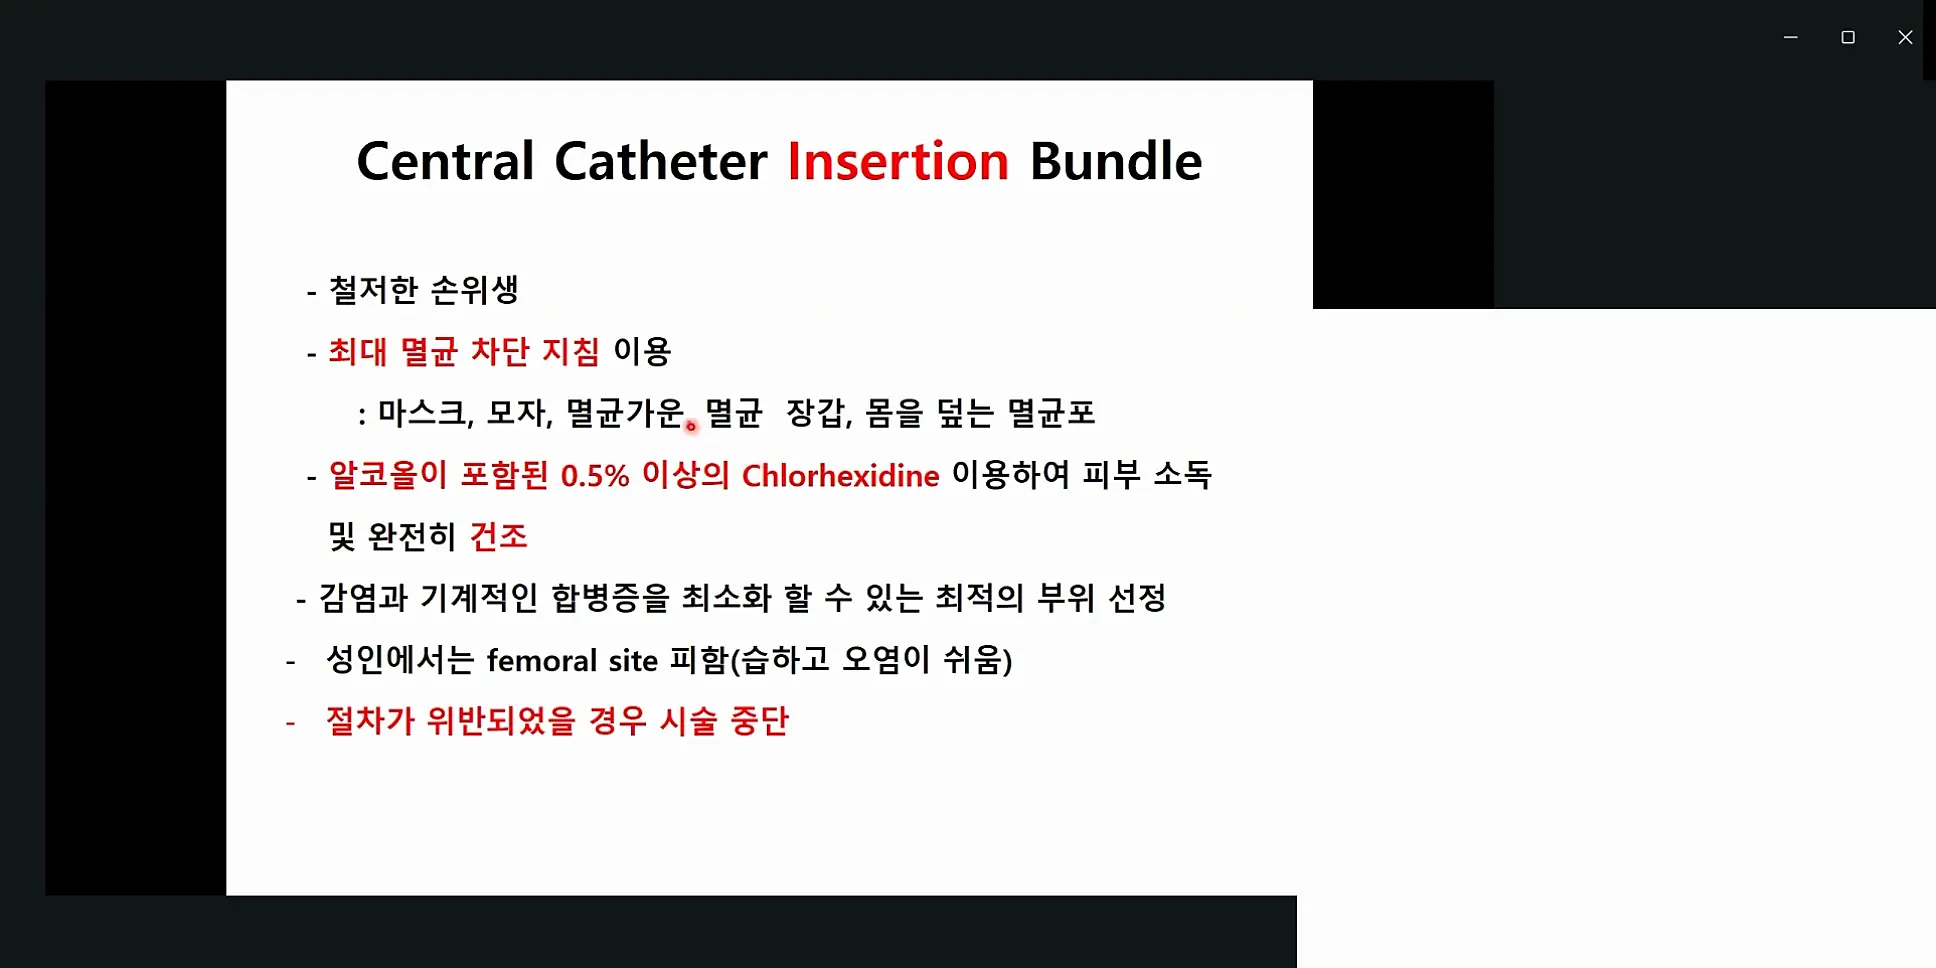 Central Catheter Insertion Bundle
- 철저한 손위생
- 최대 멸균 차단 지침 이용
: 마스크, 모자, 멸균가운, 멸균 장갑, 몸을 덮는 멸균포
- 알코올이 포함된 0.5% 이상의 Chlorhexidine 이용하여 피부 소독
및 완전히 건조
- 감염과 기계적인 합병증을 최소화 할 수 있는 최적의 부위 선정
- 성인에서는 femoral site 피함(습하고 오염이 쉬움)
- 절차가 위반되었을 경우 시술 중단